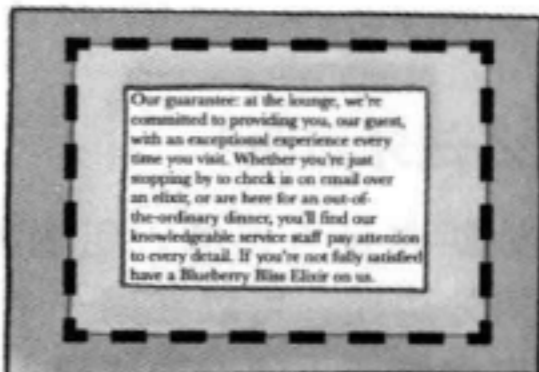 Our guarantee: at the lounge, we're
committed to providing you, our guest,
with an exceptional experience every
time you visit. Whether you're just
stopping by to check in on email over
an elixir, or are here for an out-of-
the-ordinary dinner, you'll find our
knowledgeable service staff pay attention
to every detail. If you're not fully satisfied
have a Blueberry Bliss Elixir on us.